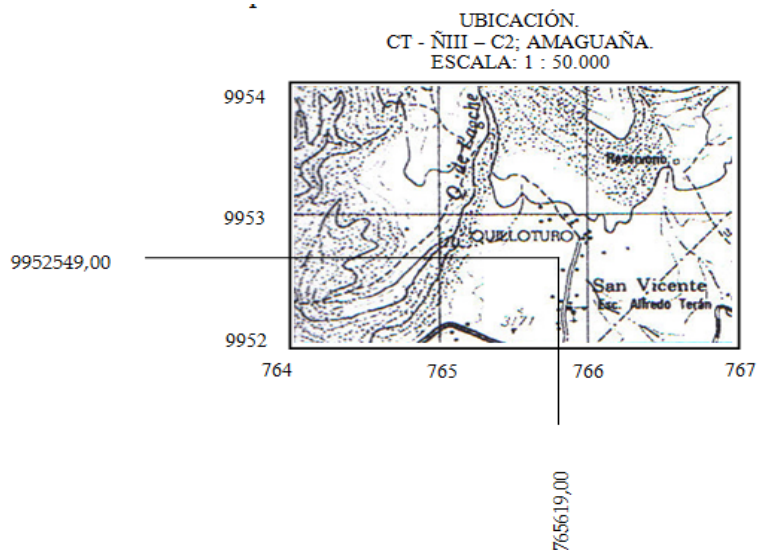 UBICACIÓN.
CT - ÑIII – C2; AMAGUAÑA.
ESCALA: 1 : 50.000
9954
Q. de Lagche
Reservorio
9953
QUILLOTURO
9952549,00
San Vicente
Esc. Alfredo Terán
3171
9952
764
765
766
767
765619,00